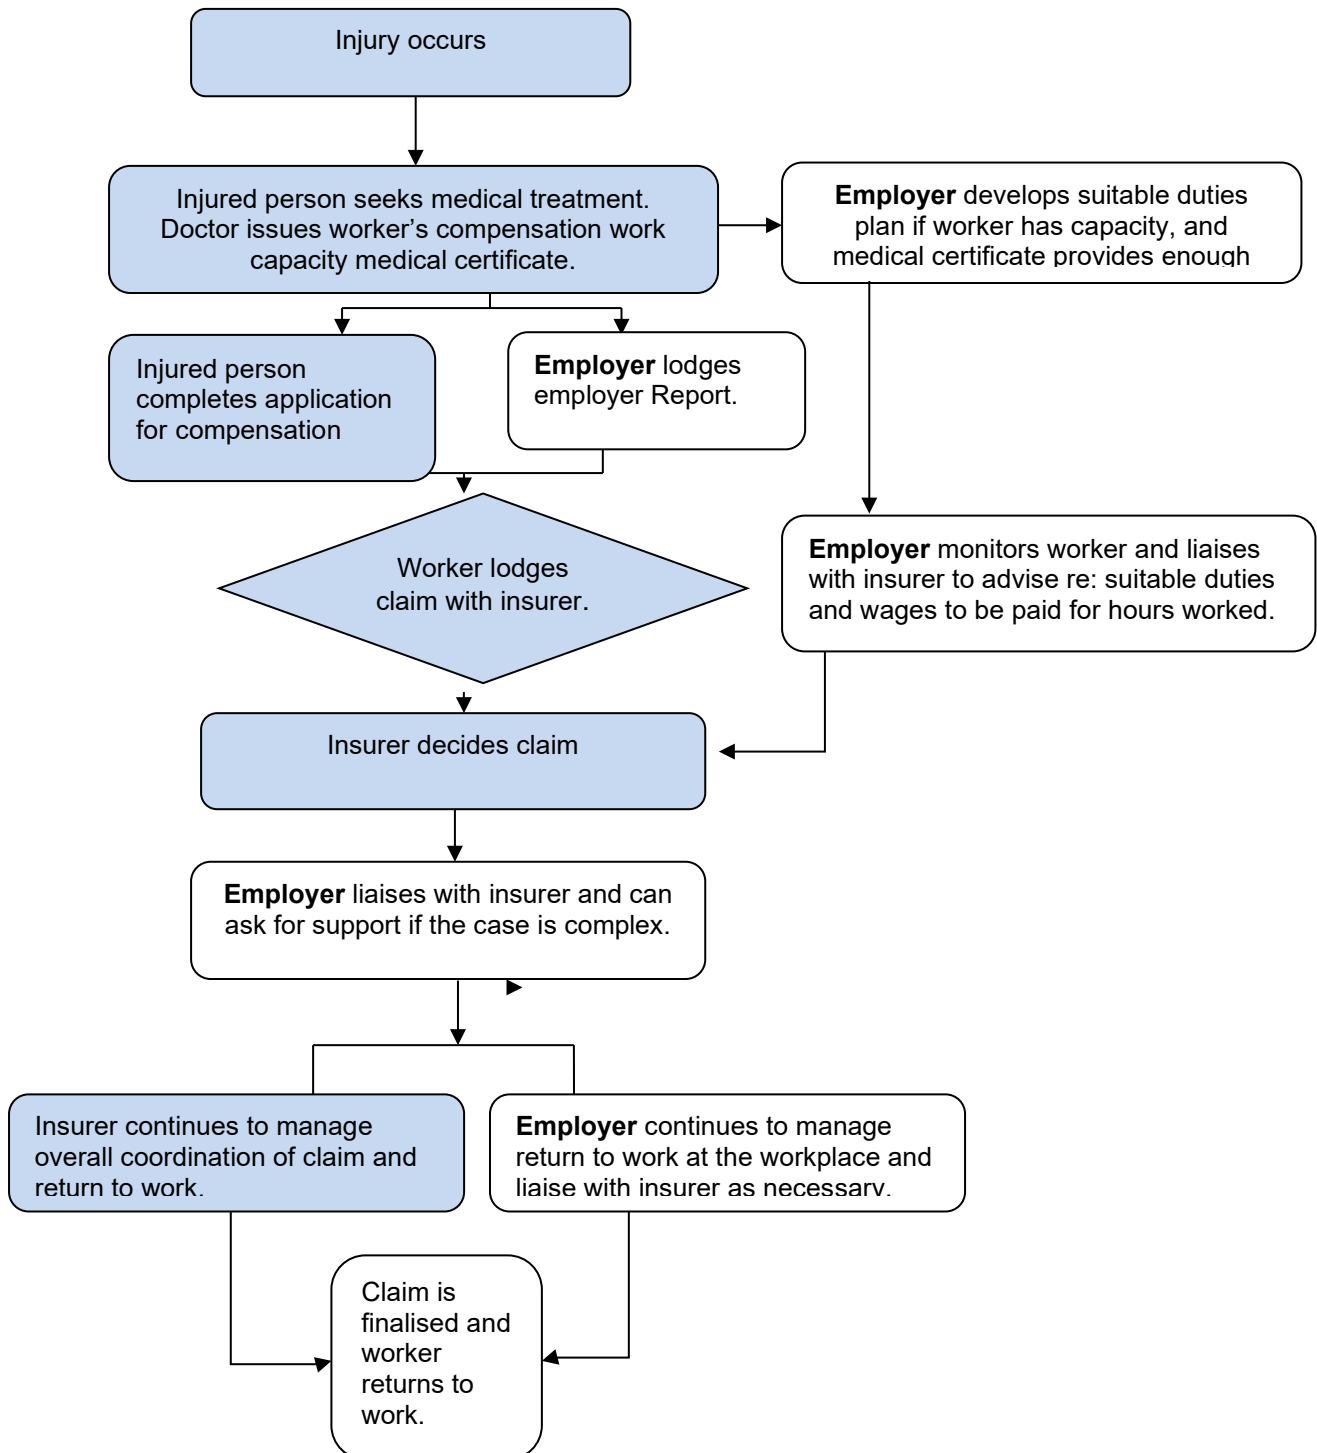 Injury occurs
Injured person seeks medical treatment.
Doctor issues worker's compensation work
capacity medical certificate.
Employer develops suitable duties
plan if worker has capacity, and
medical certificate provides enough
Injured person
completes application
for compensation
Employer lodges
employer Report.
Worker lodges
claim with insurer.
Employer monitors worker and liaises
with insurer to advise re: suitable duties
and wages to be paid for hours worked.
Insurer decides claim
Employer liaises with insurer and can
ask for support if the case is complex.
Insurer continues to manage
overall coordination of claim and
return to work.
Employer continues to manage
return to work at the workplace and
liaise with insurer as necessary.
Claim is
finalised and
worker
returns to
work.